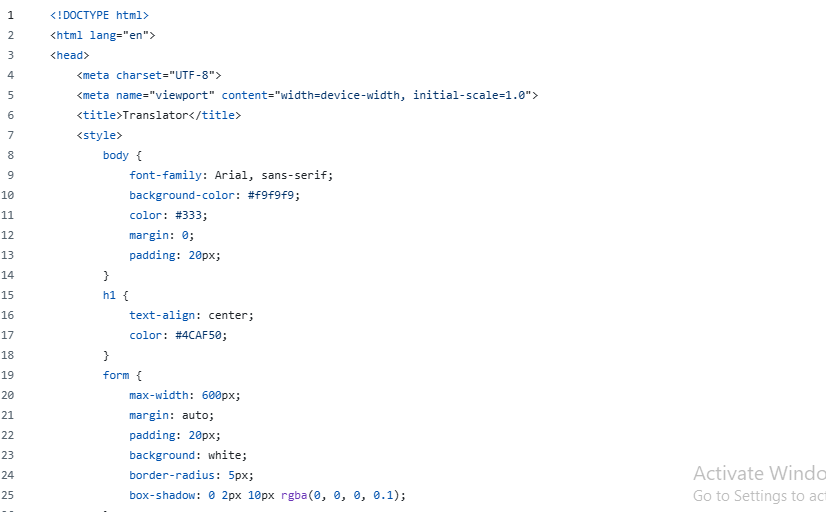 1 <!DOCTYPE html>
2 <html lang="en">
3 <head>
4 <meta charset="UTF-8">
5 <meta name="viewport" content="width=device-width, initial-scale=1.0">
6 <title>Translator</title>
7 <style>
8 body {
9 font-family: Arial, sans-serif;
10 background-color: #f9f9f9;
11 color: #333;
12 margin: 0;
13 padding: 20px;
14 }
15 h1 {
16 text-align: center;
17 color: #4CAF50;
18 }
19 form {
20 max-width: 600px;
21 margin: auto;
22 padding: 20px;
23 background: white;
24 border-radius: 5px;
25 box-shadow: 0 2px 10px rgba(0, 0, 0, 0.1);
Activate Windo
Go to Settings to act